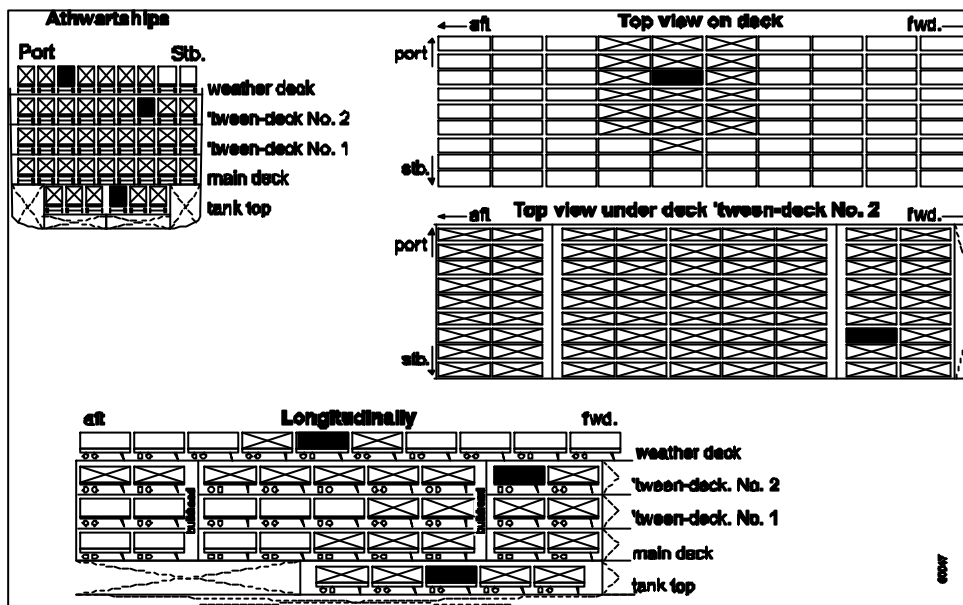 Athwartships
Port Stb.
weather deck
'tween-deck No. 2
'tween-deck No. 1
main deck
tank top
Top view on deck
aft fwd.
port
stb.
Top view under deck 'tween-deck No. 2
aft fwd.
port
stb.
Longitudinally
aft fwd.
weather deck
'tween-deck. No. 2
'tween-deck. No. 1
main deck
tank top
bulkhead
bulkhead